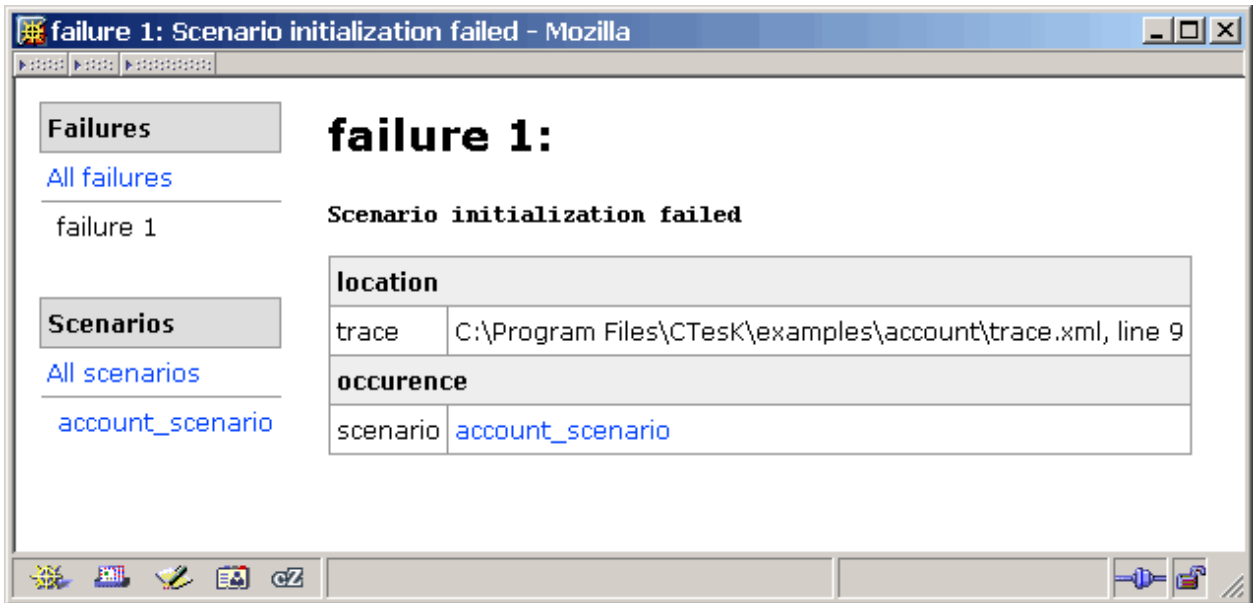 failure 1: Scenario initialization failed - Mozilla
Failures
All failures
failure 1
Scenarios
All scenarios
account_scenario
failure 1:
Scenario initialization failed
location
trace C:\Program Files\CTesK\examples\account\trace.xml, line 9
occurence
scenario account_scenario
cZ